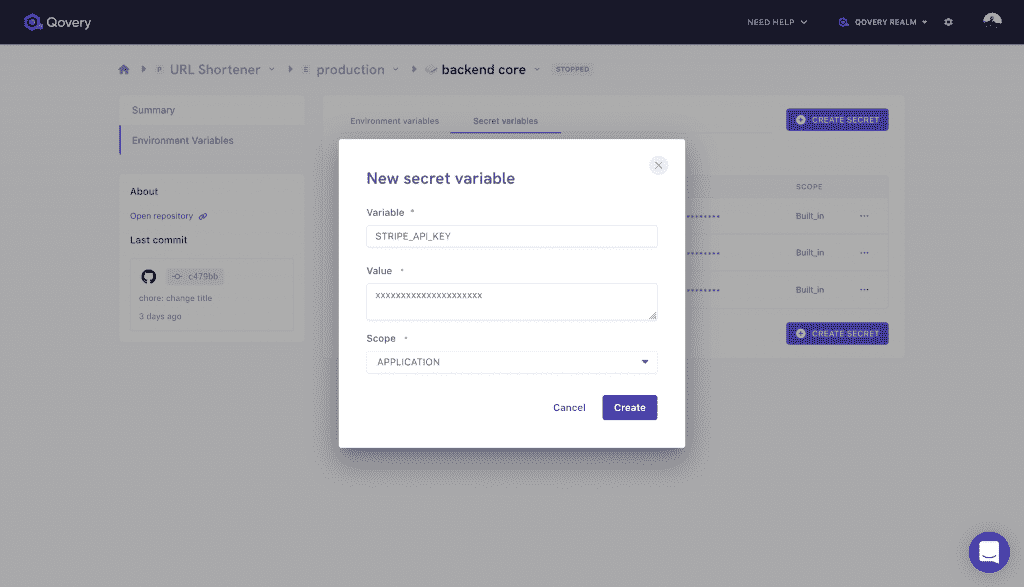 Qovery
NEED HELP
QOVERY REALM
P URL Shortener
E production
backend core
STOPPED
Summary
Environment Variables
About
Open repository
Last commit
c479bb
chore: change title
3 days ago
Environment variables
Secret variables
CREATE SECRET
SCOPE
Built_in
Built_in
Built_in
CREATE SECRET
New secret variable
Variable *
STRIPE_API_KEY
Value *
xxxxxxxxxxxxxxxxxxxxx
Scope *
APPLICATION
Cancel
Create